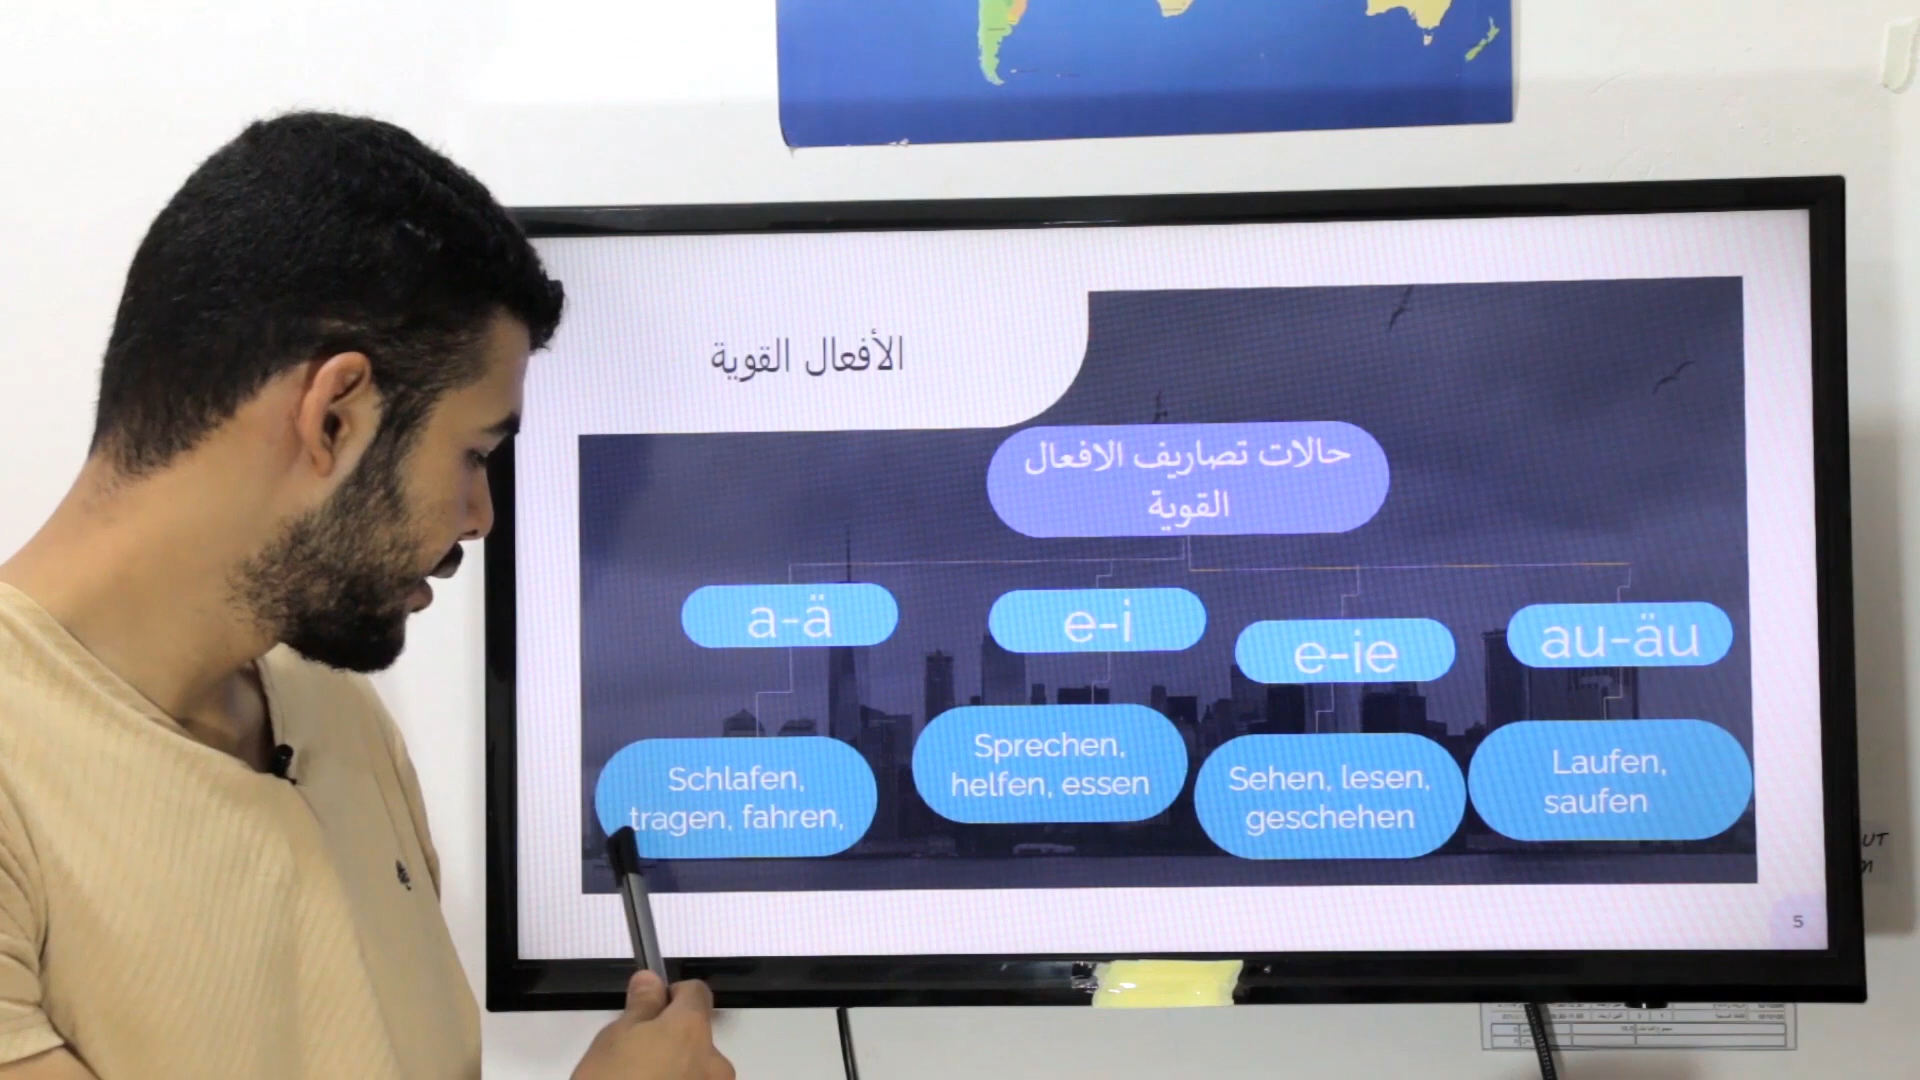 الأفعال القوية
حالات تصاريف الافعال
القوية
a-ä
e-i
e-ie
au-äu
Schlafen,
tragen, fahren,
Sprechen,
helfen, essen
Sehen, lesen,
geschehen
Laufen,
saufen
5
UT